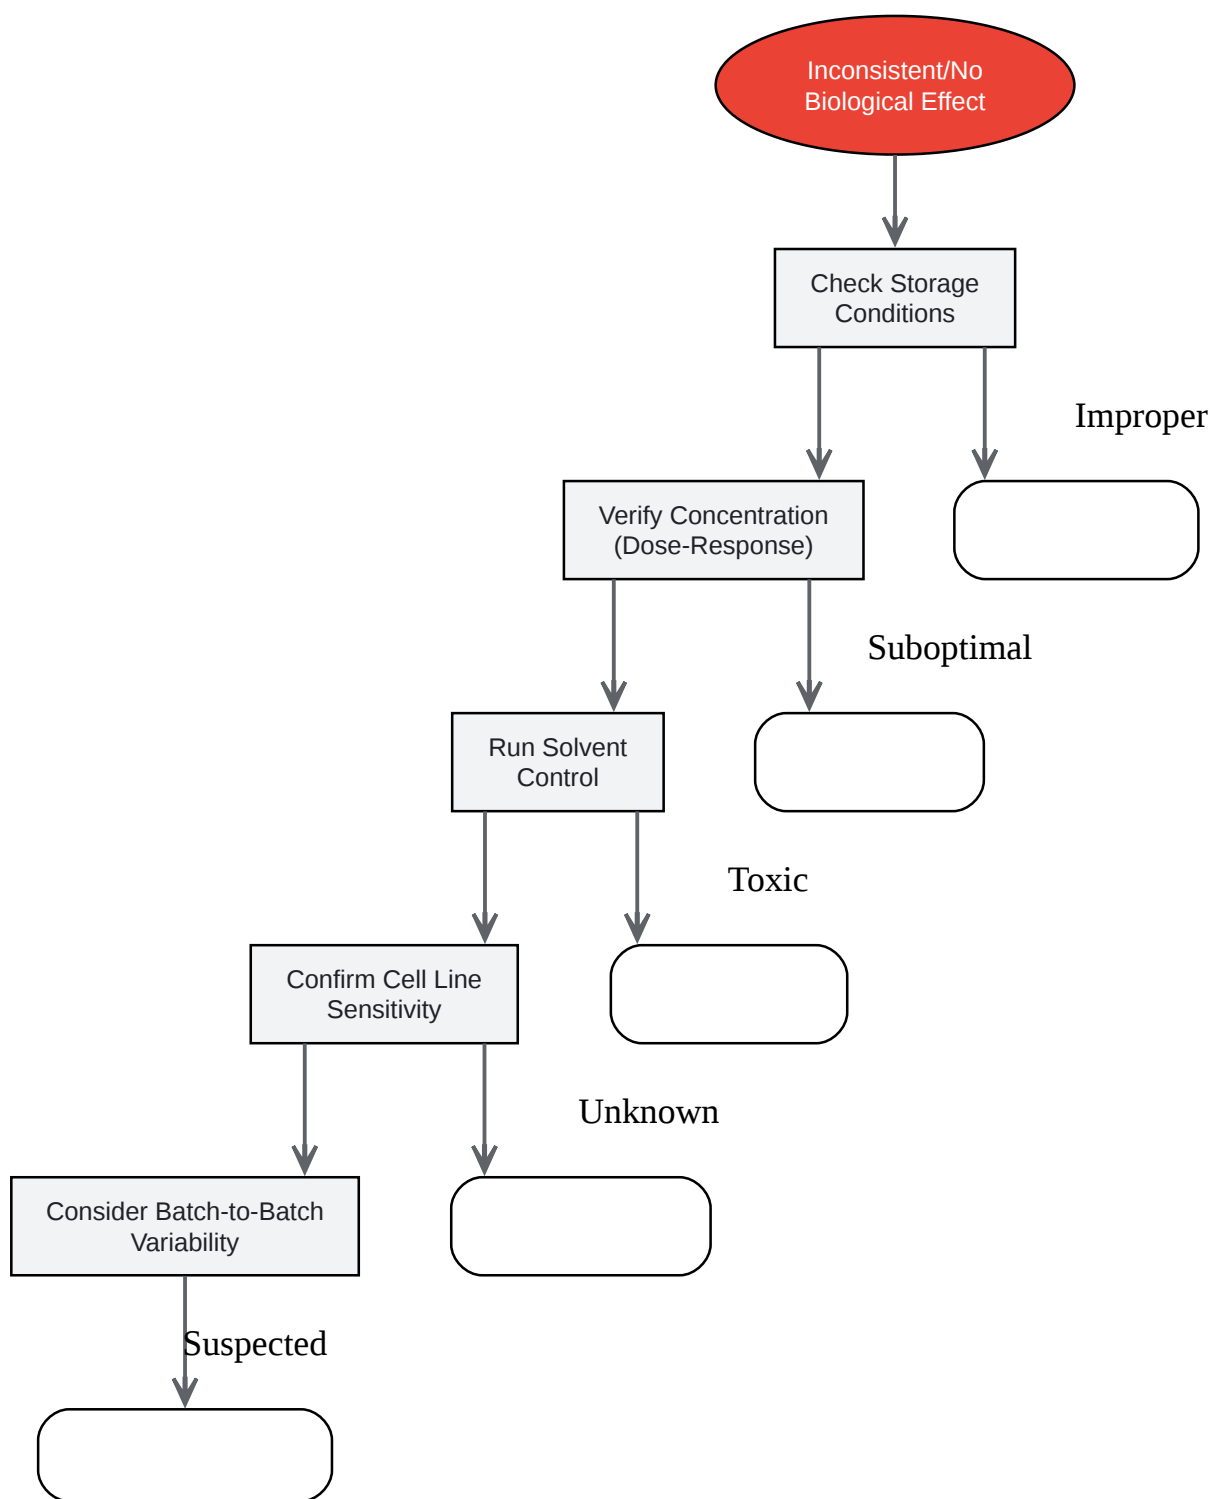 Inconsistent/No
Biological Effect
Check Storage
Conditions
Improper
Verify Concentration
(Dose-Response)
Suboptimal
Run Solvent
Control
Toxic
Confirm Cell Line
Sensitivity
Unknown
Consider Batch-to-Batch
Variability
Suspected